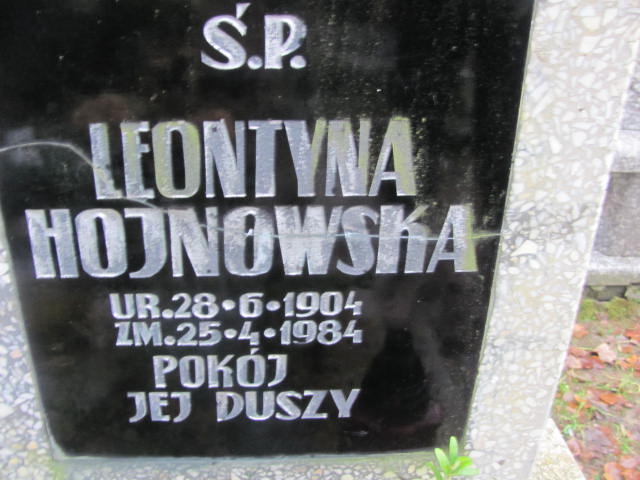 Ś.P.
LEONTYNA
HOJNOWSKA
UR.28•6•1904
ZM.25•4•1984
POKÓJ
JEJ DUSZY